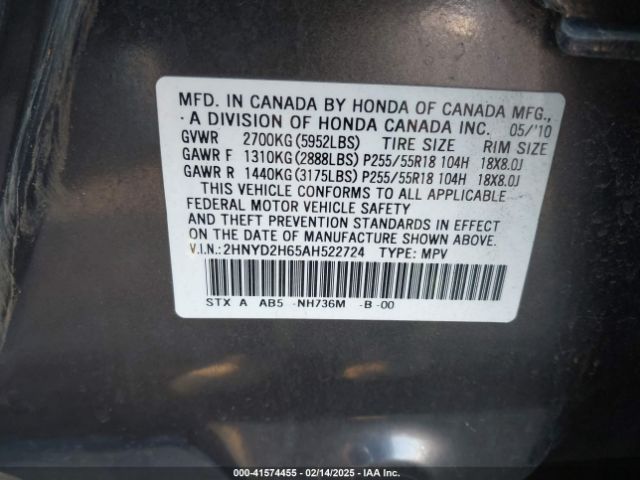 MFD. IN CANADA BY HONDA OF CANADA MFG.,
A DIVISION OF HONDA CANADA INC. 05/'10
GVWR 2700KG(5952LBS) TIRE SIZE RIM SIZE
GAWR F 1310KG(2888LBS) P255/55R18 104H 18X8.0J
GAWR R 1440KG(3175LBS) P255/55R18 104H 18X8.0J
THIS VEHICLE CONFORMS TO ALL APPLICABLE
FEDERAL MOTOR VEHICLE SAFETY
AND THEFT PREVENTION STANDARDS IN EFFECT
ON THE DATE OF MANUFACTURE SHOWN ABOVE.
V.I.N.:2HNYD2H65AH522724 TYPE: MPV
STX A AB5 -NH736M -B -00
000-41574455 - 02/14/2025 - IAA Inc.